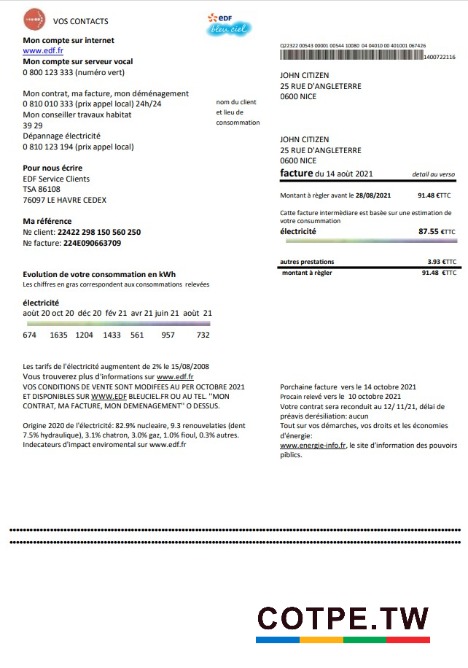 VOS CONTACTS
EDF
bleu ciel
Mon compte sur internet
www.edf.fr
Mon compte sur serveur vocal
0 800 123 333 (numéro vert)
Mon contrat, ma facture, mon déménagement
0 810 010 333 (prix appel local) 24h/24
Mon conseiller travaux habitat
39 29
Dépannage électricité
0 810 123 194 (prix appel local)
Pour nous écrire
EDF Service Clients
TSA 86108
76097 LE HAVRE CEDEX
Ma référence
№ client: 22422 298 150 560 250
№ facture: 224E090663709
nom du client
et lieu de
consommation
Q22322 00543 00001 00544 10080 04 04010 00 401001 067426
1400722116
JOHN CITIZEN
25 RUE D'ANGLETERRE
0600 NICE
JOHN CITIZEN
25 RUE D'ANGLETERRE
0600 NICE
facture du 14 août 2021 detail au verso
Montant à règler avant le 28/08/2021 91.48 €TTC
Catte facture intermèdiare est basèe sur une estimation de
votre consummation
électricité 87.55 €TTC
autres prestations 3.93 €TTC
montant à règler 91.48 €TTC
Evolution de votre consommation en kWh
Les chiffres en gras correspondent aux consommations relevées
électricité
août 20 oct 20 déc 20 fév 21 avr 21 juin 21 août 21
674 1635 1204 1433 561 957 732
Les tarifs de l'électricité augmentent de 2% le 15/08/2008
Vous trouverez plus d'informations sur www.edf.fr
VOS CONDITIONS DE VENTE SONT MODIFEES AU PER OCTOBRE 2021
ET DISPONIBLES SUR WWW.EDF BLEUCIEL.FR OU AU TEL. "MON
CONTRAT, MA FACTURE, MON DEMENAGEMENT" O DESSUS.
Origine 2020 de l'électricité: 82.9% nucleaire, 9.3 renouvelaties (dent
7.5% hydraulique), 3.1% chatron, 3.0% gaz, 1.0% fioul, 0.3% autres.
Indecateurs d'impact enviromental sur www.edf.fr
Porchaine facture vers le 14 octobre 2021
Procain relevé vers le 10 octobre 2021
Votre contrat sera reconduit au 12/ 11/21, délai de
préavis derésiliation: aucun
Tout sur vos démarches, vos droits et les économies
d'énergie:
www.energie-info.fr, le site d'information des pouvoirs
piblics.
COTPE.TW